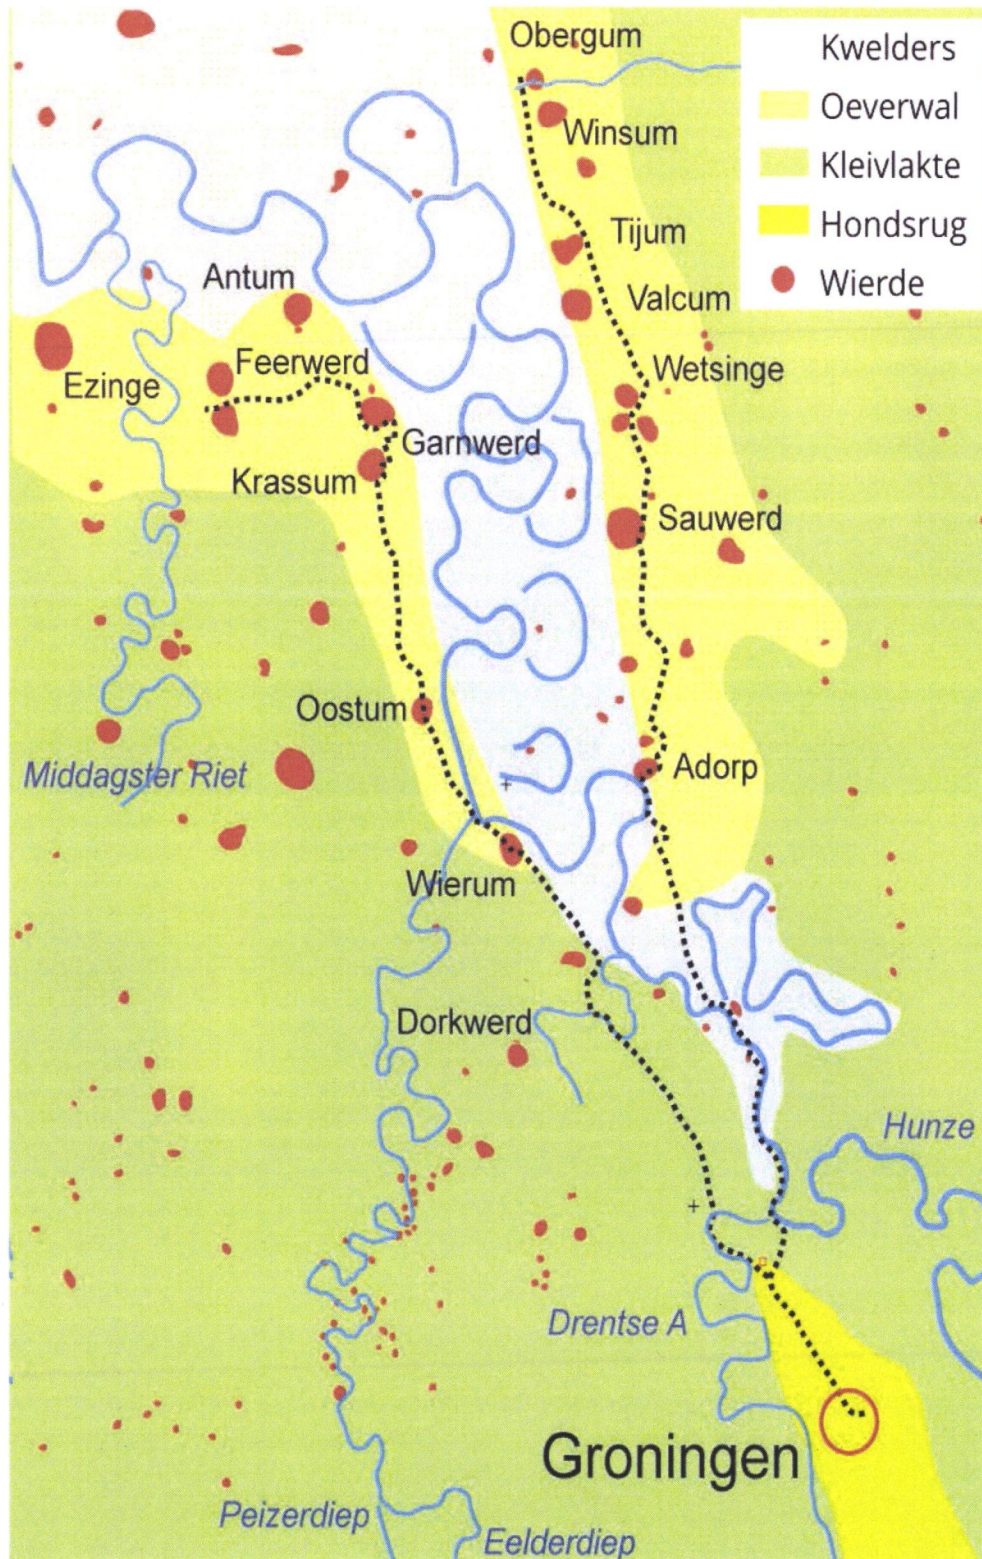 Obergum
Kwelders
Oeverwal
Kleivlakte
Hondsrug
Wierde
Winsum
Tijum
Antum
Valcum
Feerwerd
Wetsinge
Ezinge
Garnwerd
Krassum
Sauwerd
Oostum
Middagster Riet
Adorp
Wierum
Dorkwerd
Hunze
Drentse A
Groningen
Peizerdiep
Eelderdiep